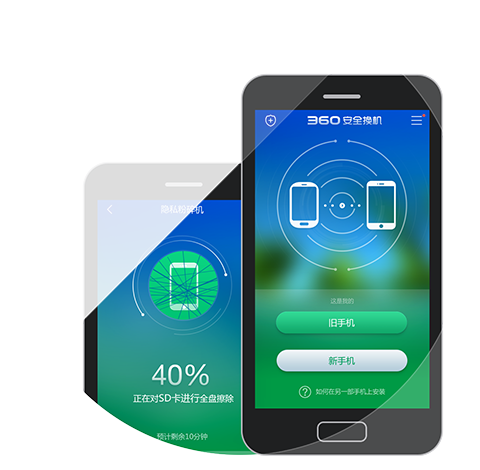 360安全换机
这是我的
旧手机
新手机
如何在另一部手机上安装
隐私粉碎机
40%
正在对SD卡进行全盘擦除
预计剩余10分钟